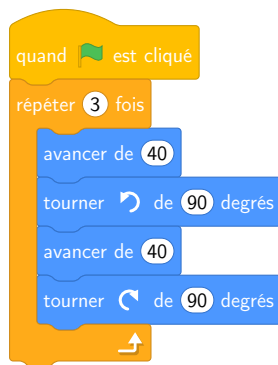 quand est cliqué
répéter 3 fois
avancer de 40
tourner de 90 degrés
avancer de 40
tourner de 90 degrés